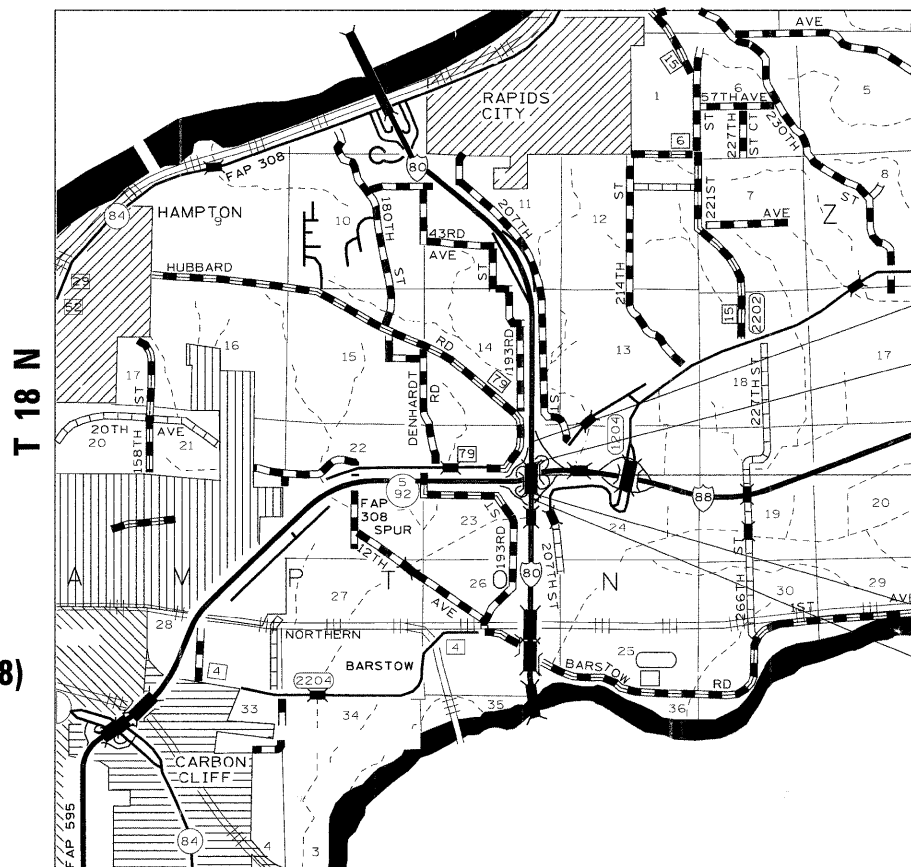 AVE
15
RAPIDS
CITY
1
6
5
57TH AVE
ST
227TH
ST CT
230TH
6
80
FAP 308
84
HAMPTON
9
10
180TH
ST
11
207TH
12
ST
221ST
7
ST
8
Z
AVE
43RD
AVE
ST
214TH
HUBBARD
RD
16
15
14
193RD
79
13
15
2202
T 18 N
17
ST
158TH
20TH
AVE
20
21
DENHARDT
RD
ST
18
227TH ST
17
1204
22
79
5
92
FAP
308
SPUR
23
ST
193RD
24
88
19
20
207TH ST
80
12TH
AVE
26
A
V
P
T
O
N
27
28
266TH ST
30
29
1ST
AVE
NORTHERN
4
4
BARSTOW
25
BARSTOW
RD
8)
2204
33
34
35
36
CARBON
CLIFF
FAP 595
84
4
3